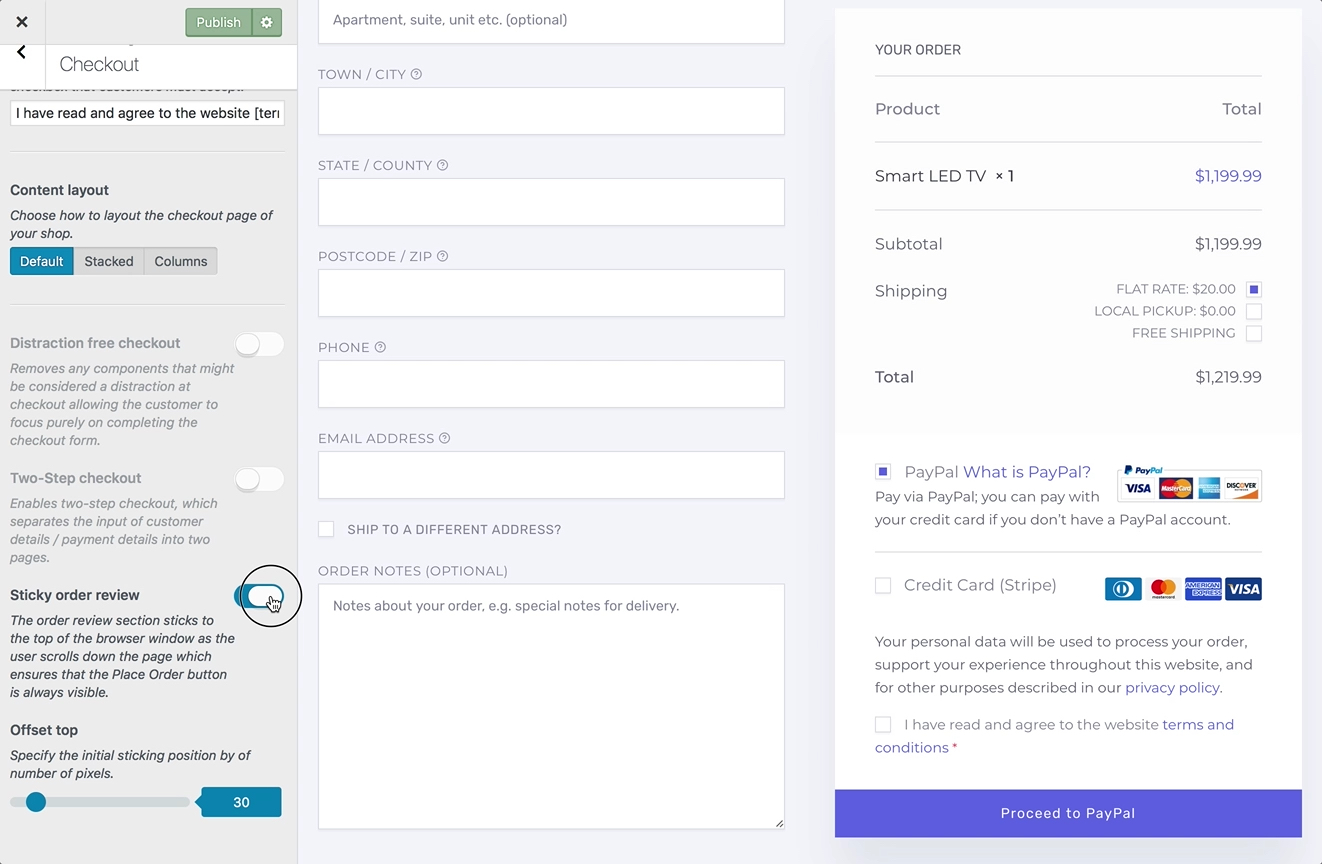 Publish
Checkout
checkbox that customers must accept.
I have read and agree to the website [teri
Content layout
Choose how to layout the checkout page of
your shop.
Default Stacked Columns
Distraction free checkout
Removes any components that might
be considered a distraction at
checkout allowing the customer to
focus purely on completing the
checkout form.
Two-Step checkout
Enables two-step checkout, which
separates the input of customer
details / payment details into two
pages.
Sticky order review
The order review section sticks to
the top of the browser window as the
user scrolls down the page which
ensures that the Place Order button
is always visible.
Offset top
Specify the initial sticking position by of
number of pixels.
30
Apartment, suite, unit etc. (optional)
TOWN / CITY
STATE / COUNTY
POSTCODE / ZIP
PHONE
EMAIL ADDRESS
SHIP TO A DIFFERENT ADDRESS?
ORDER NOTES (OPTIONAL)
Notes about your order, e.g. special notes for delivery.
YOUR ORDER
Product Total
Smart LED TV × 1 $1,199.99
Subtotal $1,199.99
Shipping FLAT RATE: $20.00
LOCAL PICKUP: $0.00
FREE SHIPPING
Total $1,219.99
PayPal What is PayPal? PayPal
VISA MasterCard DISCOVER
Pay via PayPal; you can pay with
your credit card if you don’t have a PayPal account.
Credit Card (Stripe) mastercard AMERICAN EXPRESS VISA
Your personal data will be used to process your order,
support your experience throughout this website, and
for other purposes described in our privacy policy.
I have read and agree to the website terms and
conditions *
Proceed to PayPal